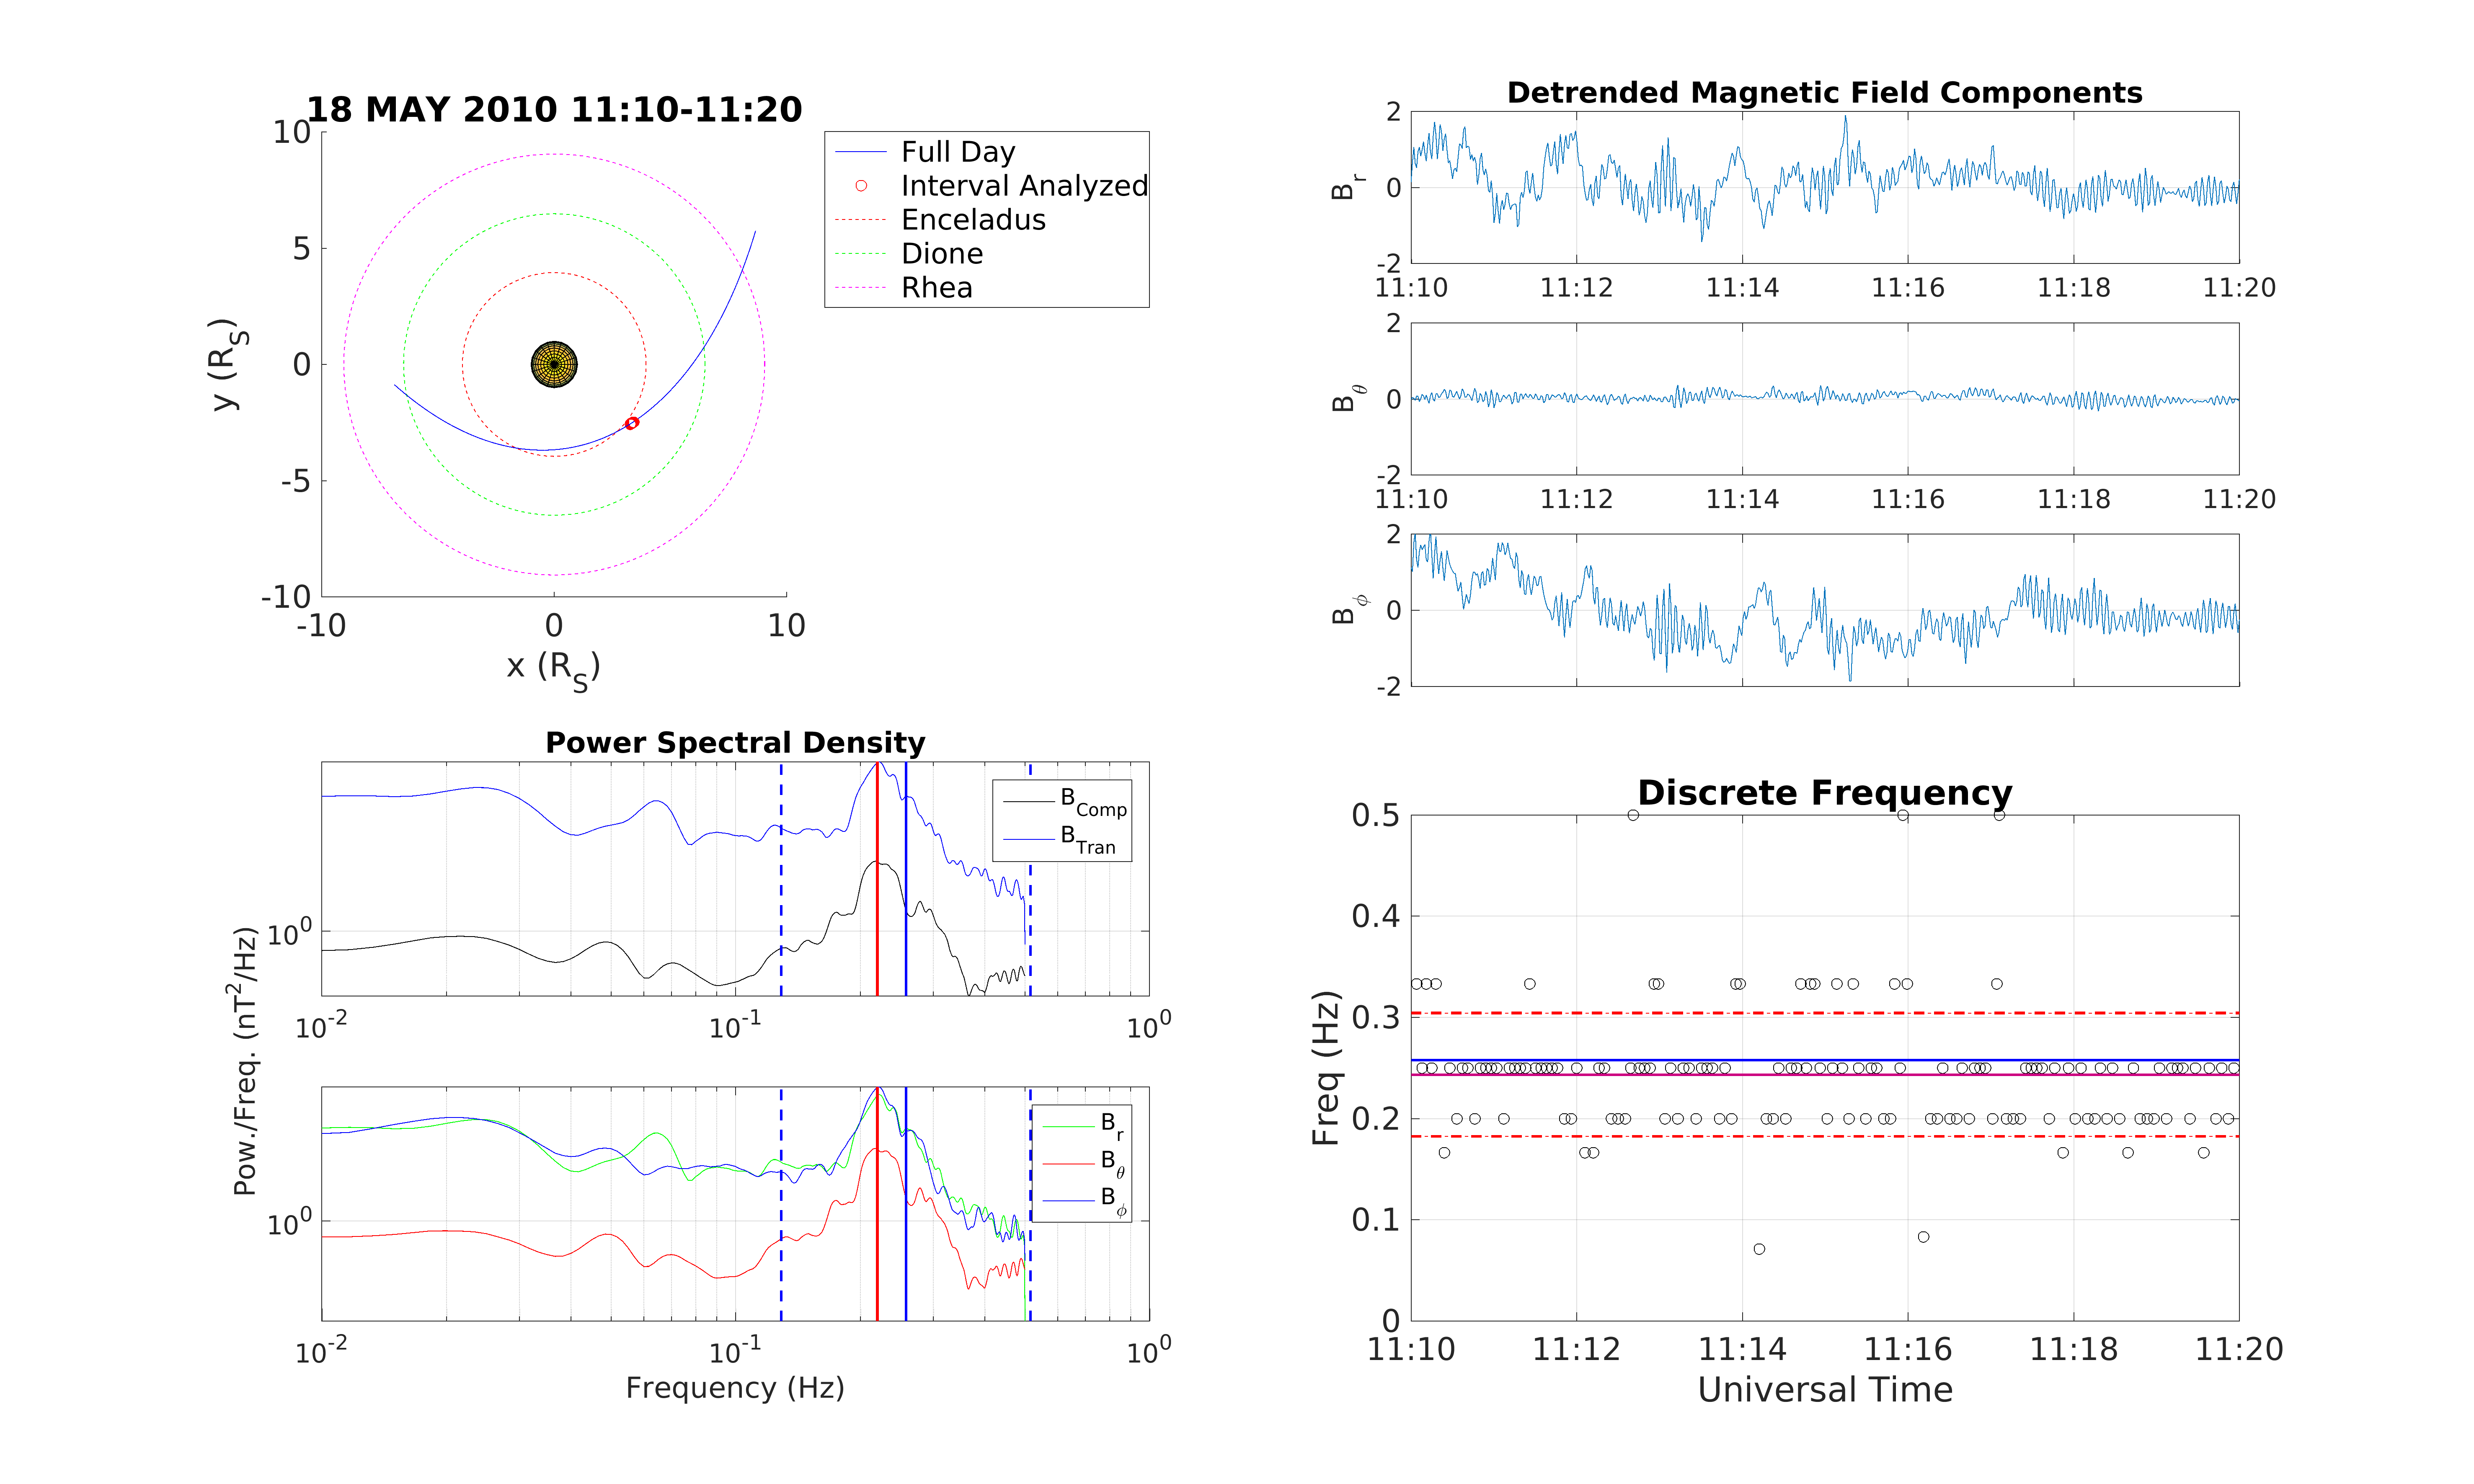 18 MAY 2010 11:10-11:20
10
5
0
-5
-10
-10
0
10
y (R_S)
x (R_S)
Full Day
Interval Analyzed
Enceladus
Dione
Rhea
Detrended Magnetic Field Components
2
0
-2
B_r
11:10
11:12
11:14
11:16
11:18
11:20
2
0
-2
B_θ
11:10
11:12
11:14
11:16
11:18
11:20
2
0
-2
B_ϕ
Power Spectral Density
B_Comp
B_Tran
10^0
10^-2
10^-1
10^0
Pow./Freq. (nT^2/Hz)
B_r
B_θ
B_ϕ
10^0
10^-2
10^-1
10^0
Frequency (Hz)
Discrete Frequency
0.5
0.4
0.3
0.2
0.1
0
Freq (Hz)
11:10
11:12
11:14
11:16
11:18
11:20
Universal Time